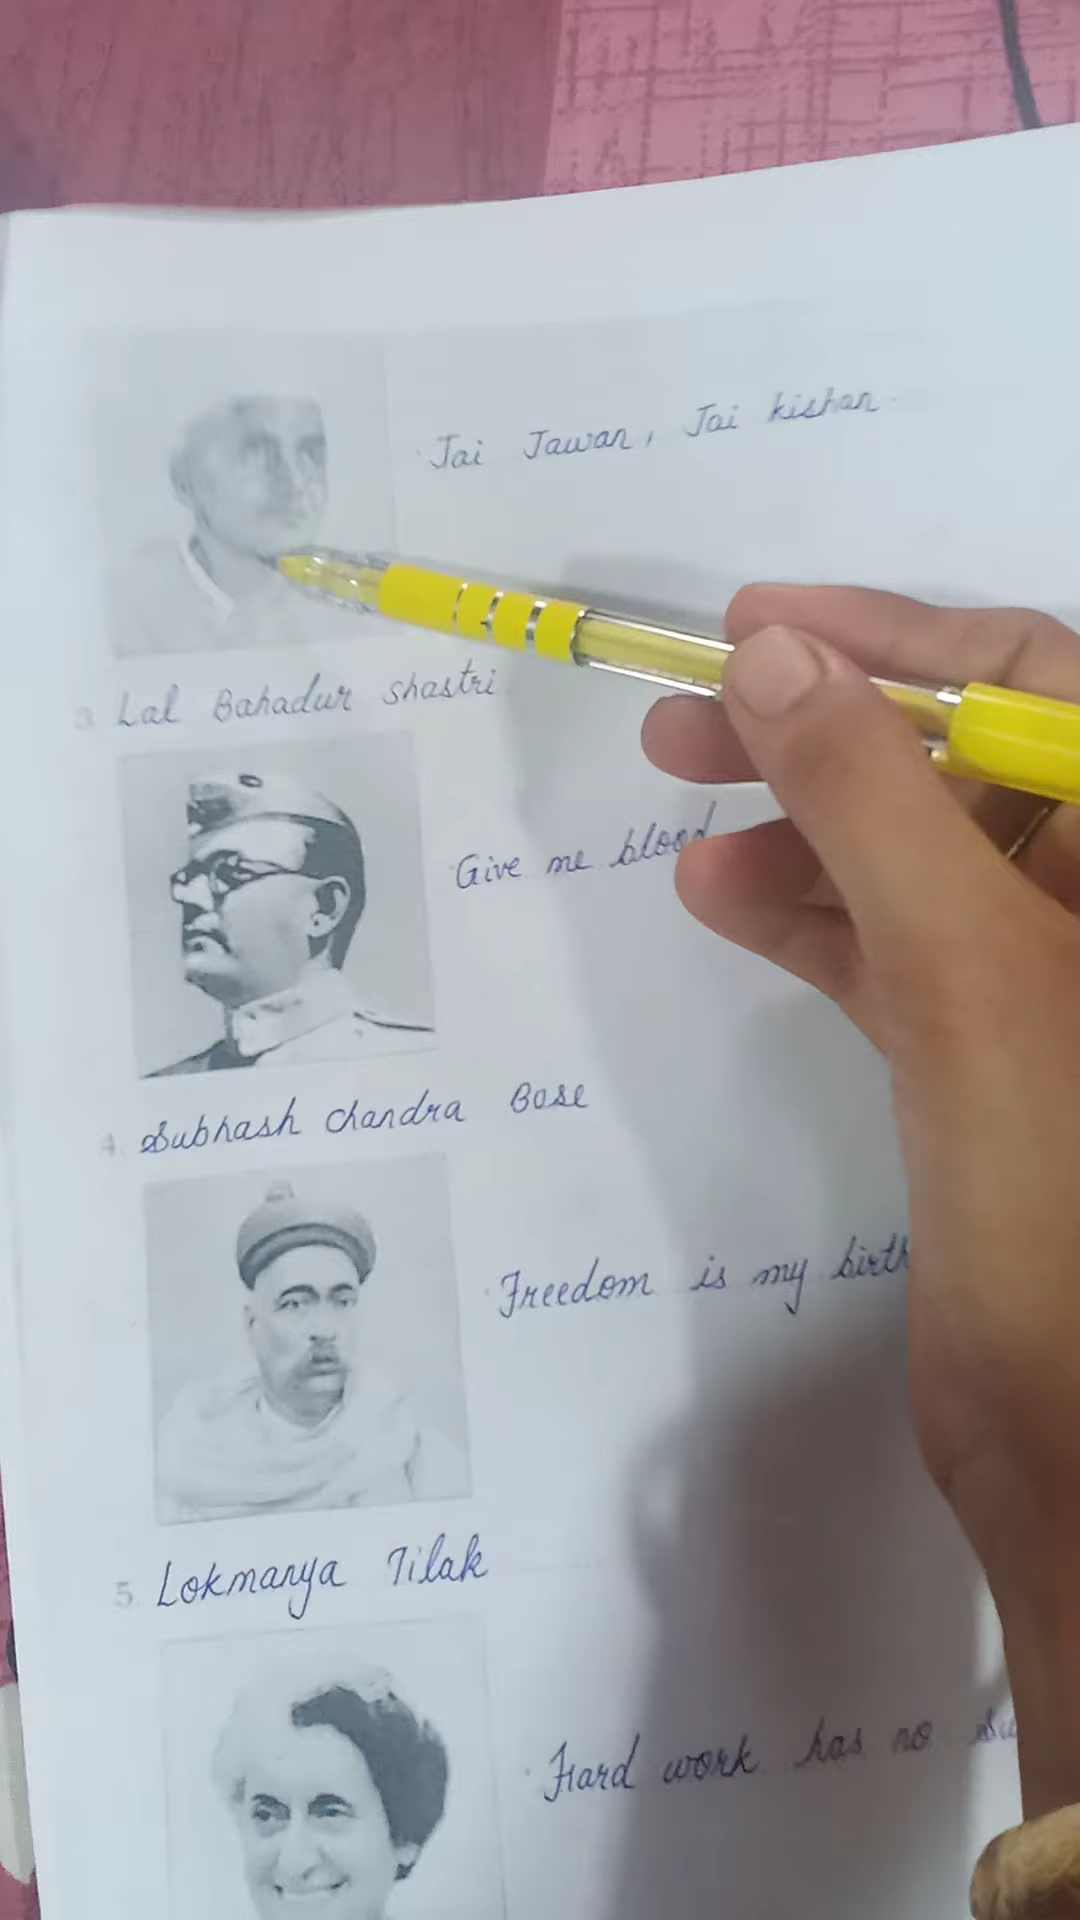 Jai Jawan, Jai kishan.
3. Lal Bahadur Shastri
Give me blood
4. Subhash Chandra Bose
Freedom is my birth
5. Lokmanya Tilak
Hard work has no su